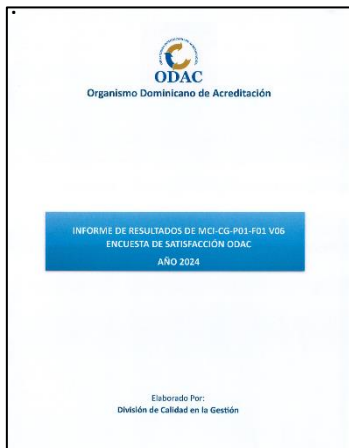 ODAC
Organismo Dominicano de Acreditación
INFORME DE RESULTADOS DE MCI-CG-P01-F01 V06
ENCUESTA DE SATISFACCIÓN ODAC
AÑO 2024
Elaborado Por:
División de Calidad en la Gestión